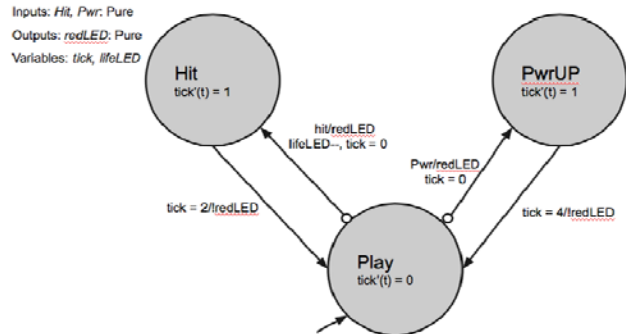 Inputs: Hit, Pwr: Pure
Outputs: redLED: Pure
Variables: tick, lifeLED
Hit
tick'(t) = 1
PwrUP
tick'(t) = 1
hit/redLED
lifeLED--, tick = 0
Pwr/redLED
tick = 0
tick = 2/!redLED
tick = 4/!redLED
Play
tick'(t) = 0